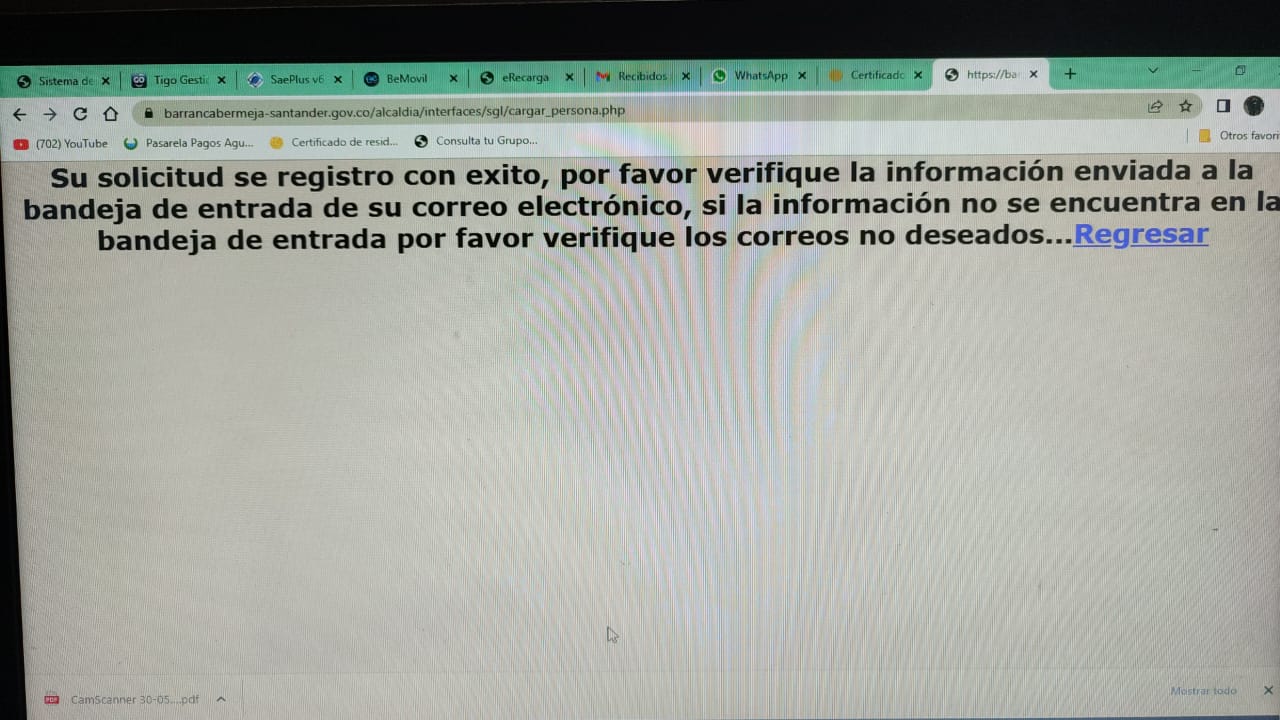 Sistema de
Tigo Gestic
SaePlus v6
BeMovil
eRecarga
Recibidos
WhatsApp
Certificado
https://ba
barrancabermeja-santander.gov.co/alcaldia/interfaces/sgl/cargar_persona.php
(702) YouTube
Pasarela Pagos Agu...
Certificado de resid...
Consulta tu Grupo...
Otros favori
Su solicitud se registro con exito, por favor verifique la información enviada a la
bandeja de entrada de su correo electrónico, si la información no se encuentra en la
bandeja de entrada por favor verifique los correos no deseados...Regresar
CamScanner 30-05....pdf
Mostrar todo